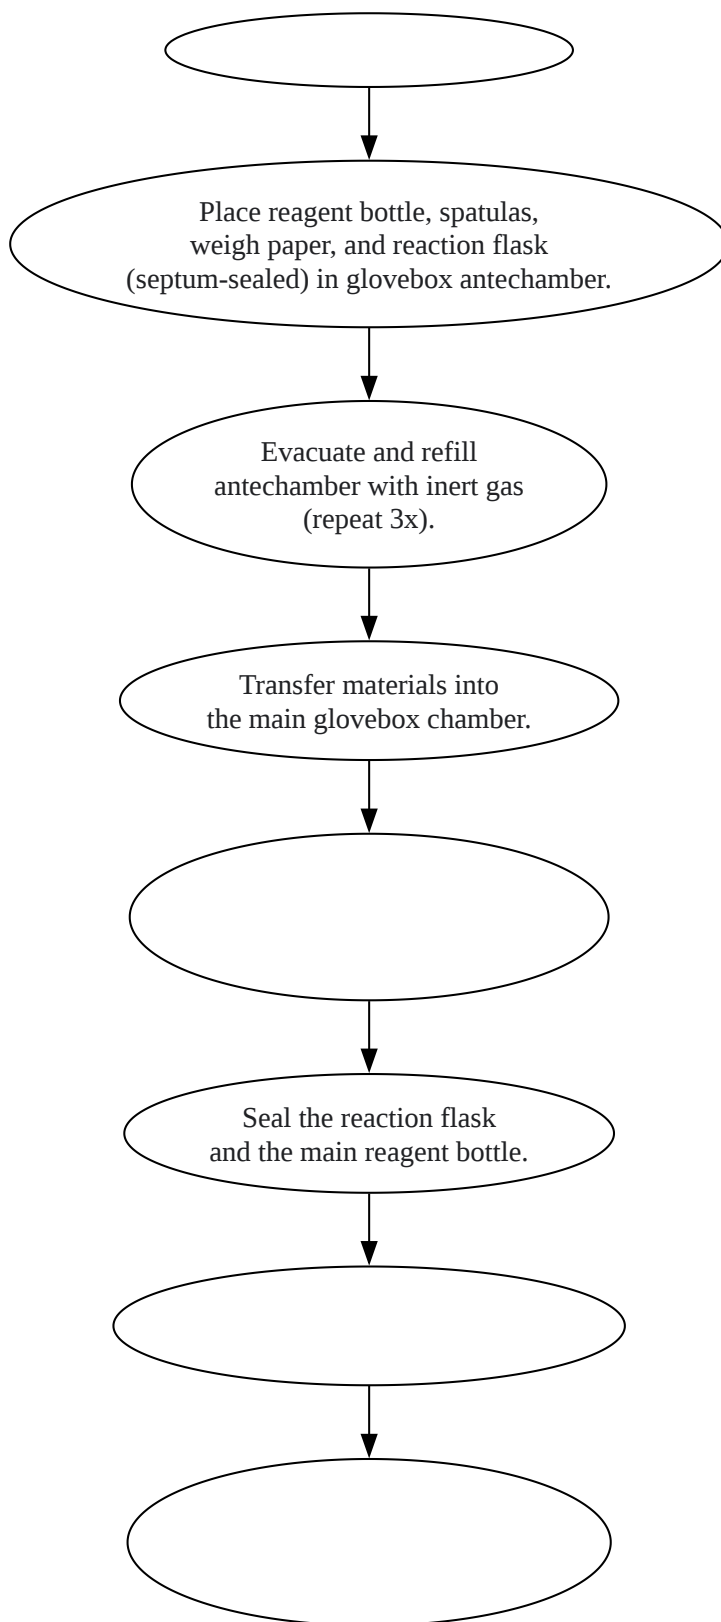 Place reagent bottle, spatulas,
weigh paper, and reaction flask
(septum-sealed) in glovebox antechamber.
Evacuate and refill
antechamber with inert gas
(repeat 3x).
Transfer materials into
the main glovebox chamber.
Seal the reaction flask
and the main reagent bottle.